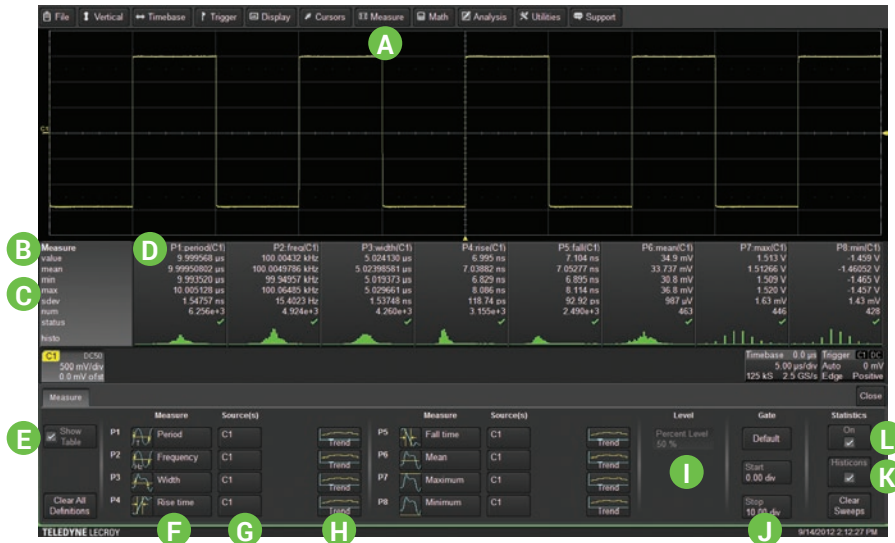 File Vertical Timebase Trigger Display Cursors Measure Math Analysis Utilities Support
A
C1
B
D
Measure P1:period(C1) P2:freq(C1) P3:width(C1) P4:rise(C1) P5:fall(C1) P6:mean(C1) P7:max(C1) P8:min(C1)
value 9.999568 µs 100.00432 kHz 5.024130 µs 6.995 ns 7.104 ns 34.9 mV 1.513 V -1.459 V
mean 9.99950802 µs 100.0049786 kHz 5.02398581 µs 7.03882 ns 7.05277 ns 33.737 mV 1.51266 V -1.46052 V
min 9.993520 µs 99.94957 kHz 5.019373 µs 6.829 ns 6.895 ns 30.8 mV 1.509 V -1.465 V
C
max 10.005128 µs 100.06485 kHz 5.029661 µs 8.086 ns 8.114 ns 36.8 mV 1.520 V -1.457 V
sdev 1.54757 ns 15.4023 Hz 1.53748 ns 118.74 ps 92.92 ps 987 µV 1.63 mV 1.43 mV
num 6.256e+3 4.924e+3 4.260e+3 3.155e+3 2.490e+3 463 446 428
status
histo
C1 DC50
500 mV/div
0.0 mV ofst
Timebase 0.0 µs
5.00 µs/div
125 kS 2.5 GS/s
Trigger C1 DC
Auto 0 mV
Edge Positive
Measure
Close
Measure Source(s) Measure Source(s) Level Gate Statistics
E
Show Table
P1 Period C1 Trend
P2 Frequency C1 Trend
P3 Width C1 Trend
P4 Rise time C1 Trend
Clear All Definitions
P5 Fall time C1 Trend
P6 Mean C1 Trend
P7 Maximum C1 Trend
P8 Minimum C1 Trend
Percent Level
50 %
I
Default
Start
0.00 div
Stop
10.00 div
On
L
Histicons
K
Clear Sweeps
F
G
H
J
TELEDYNE LECROY
9/14/2012 2:12:27 PM